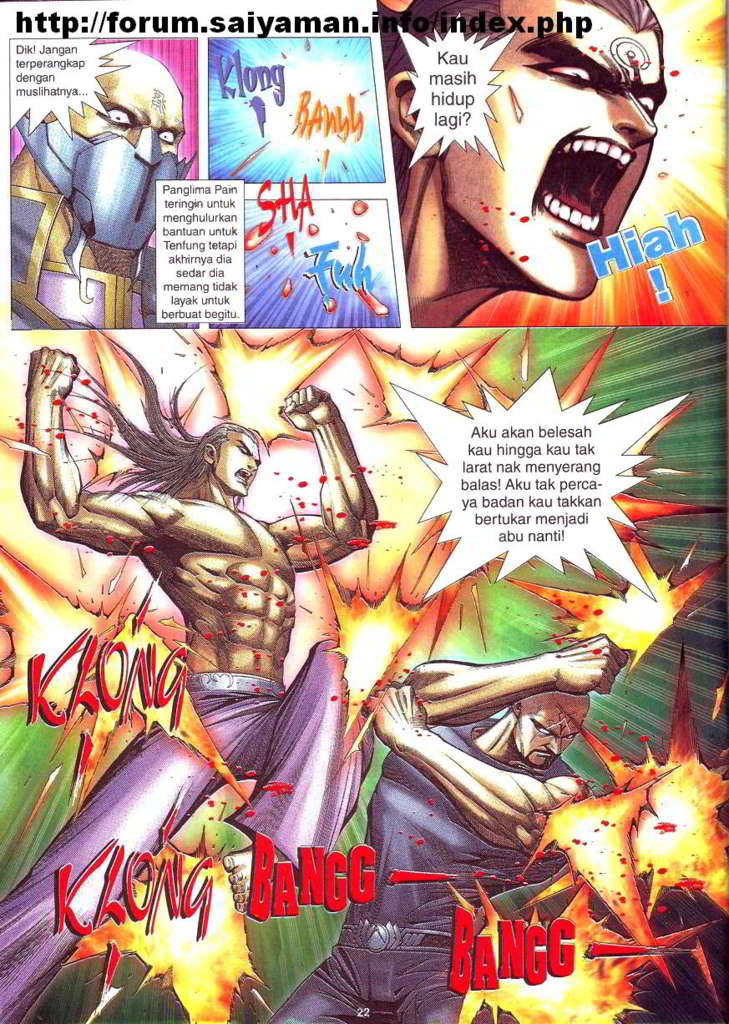 http://forum.saiyaman.info/index.php
Dik! Jangan
terperangkap
dengan
muslihatnya...
Panglima Pain
teringin untuk
menghulurkan
bantuan untuk
Tenfung tetapi
akhirnya dia
sedar dia
memang tidak
layak untuk
berbuat begitu.
Klong
BANgg
SHA
Fuh
Kau
masih
hidup
lagi?
Hiah
!
Aku akan belesah
kau hingga kau tak
larat nak menyerang
balas! Aku tak perca-
ya badan kau takkan
bertukar menjadi
abu nanti!
KLONG
KLONG
BANGG
BANGG
22